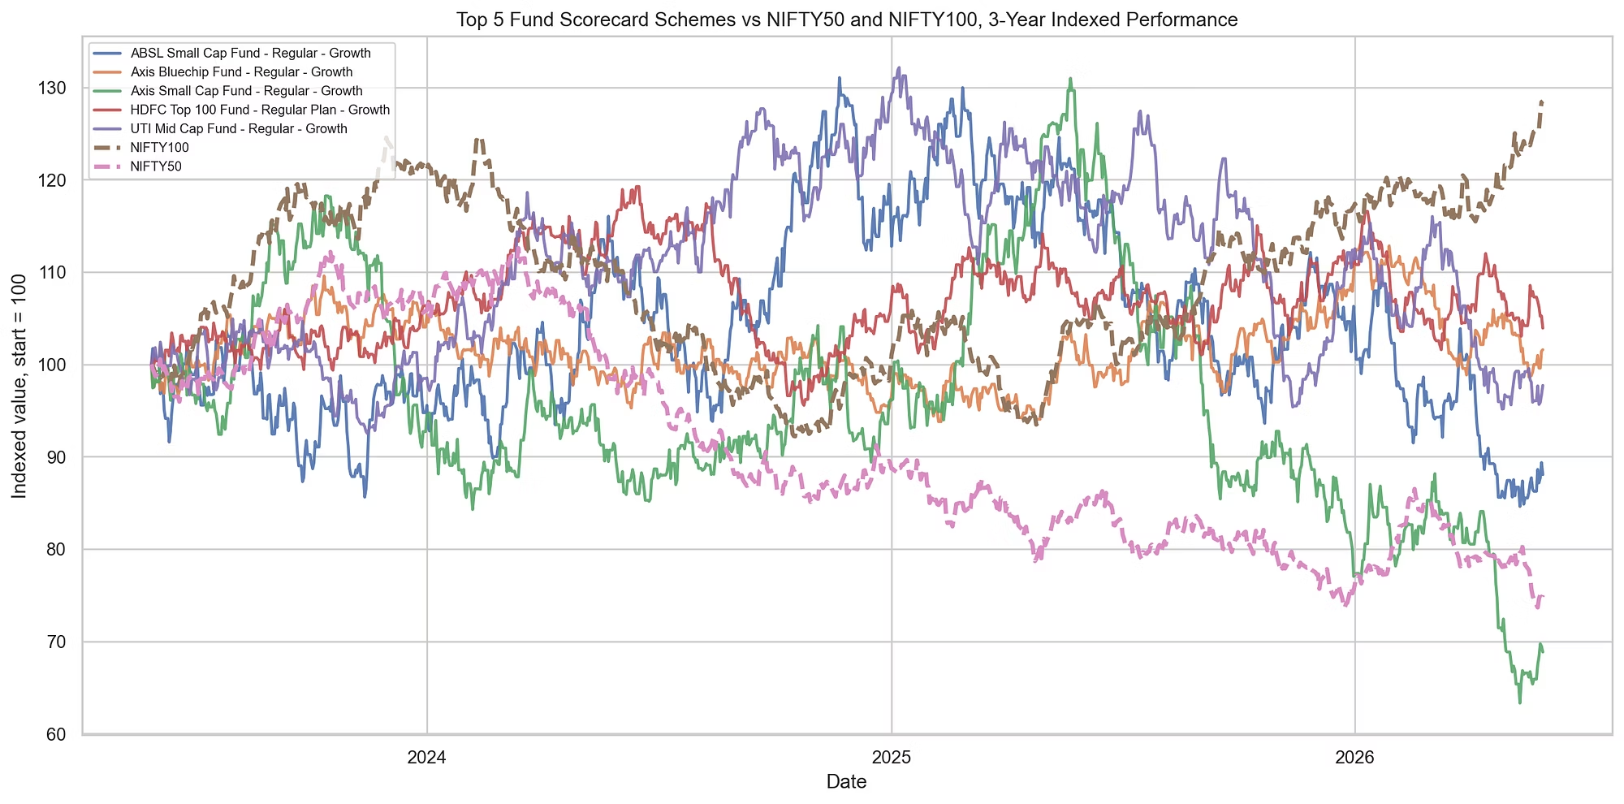 Top 5 Fund Scorecard Schemes vs NIFTY50 and NIFTY100, 3-Year Indexed Performance
ABSL Small Cap Fund - Regular - Growth
Axis Bluechip Fund - Regular - Growth
Axis Small Cap Fund - Regular - Growth
HDFC Top 100 Fund - Regular Plan - Growth
UTI Mid Cap Fund - Regular - Growth
NIFTY100
NIFTY50
Indexed value, start = 100
130
120
110
100
90
80
70
60
2024
2025
2026
Date